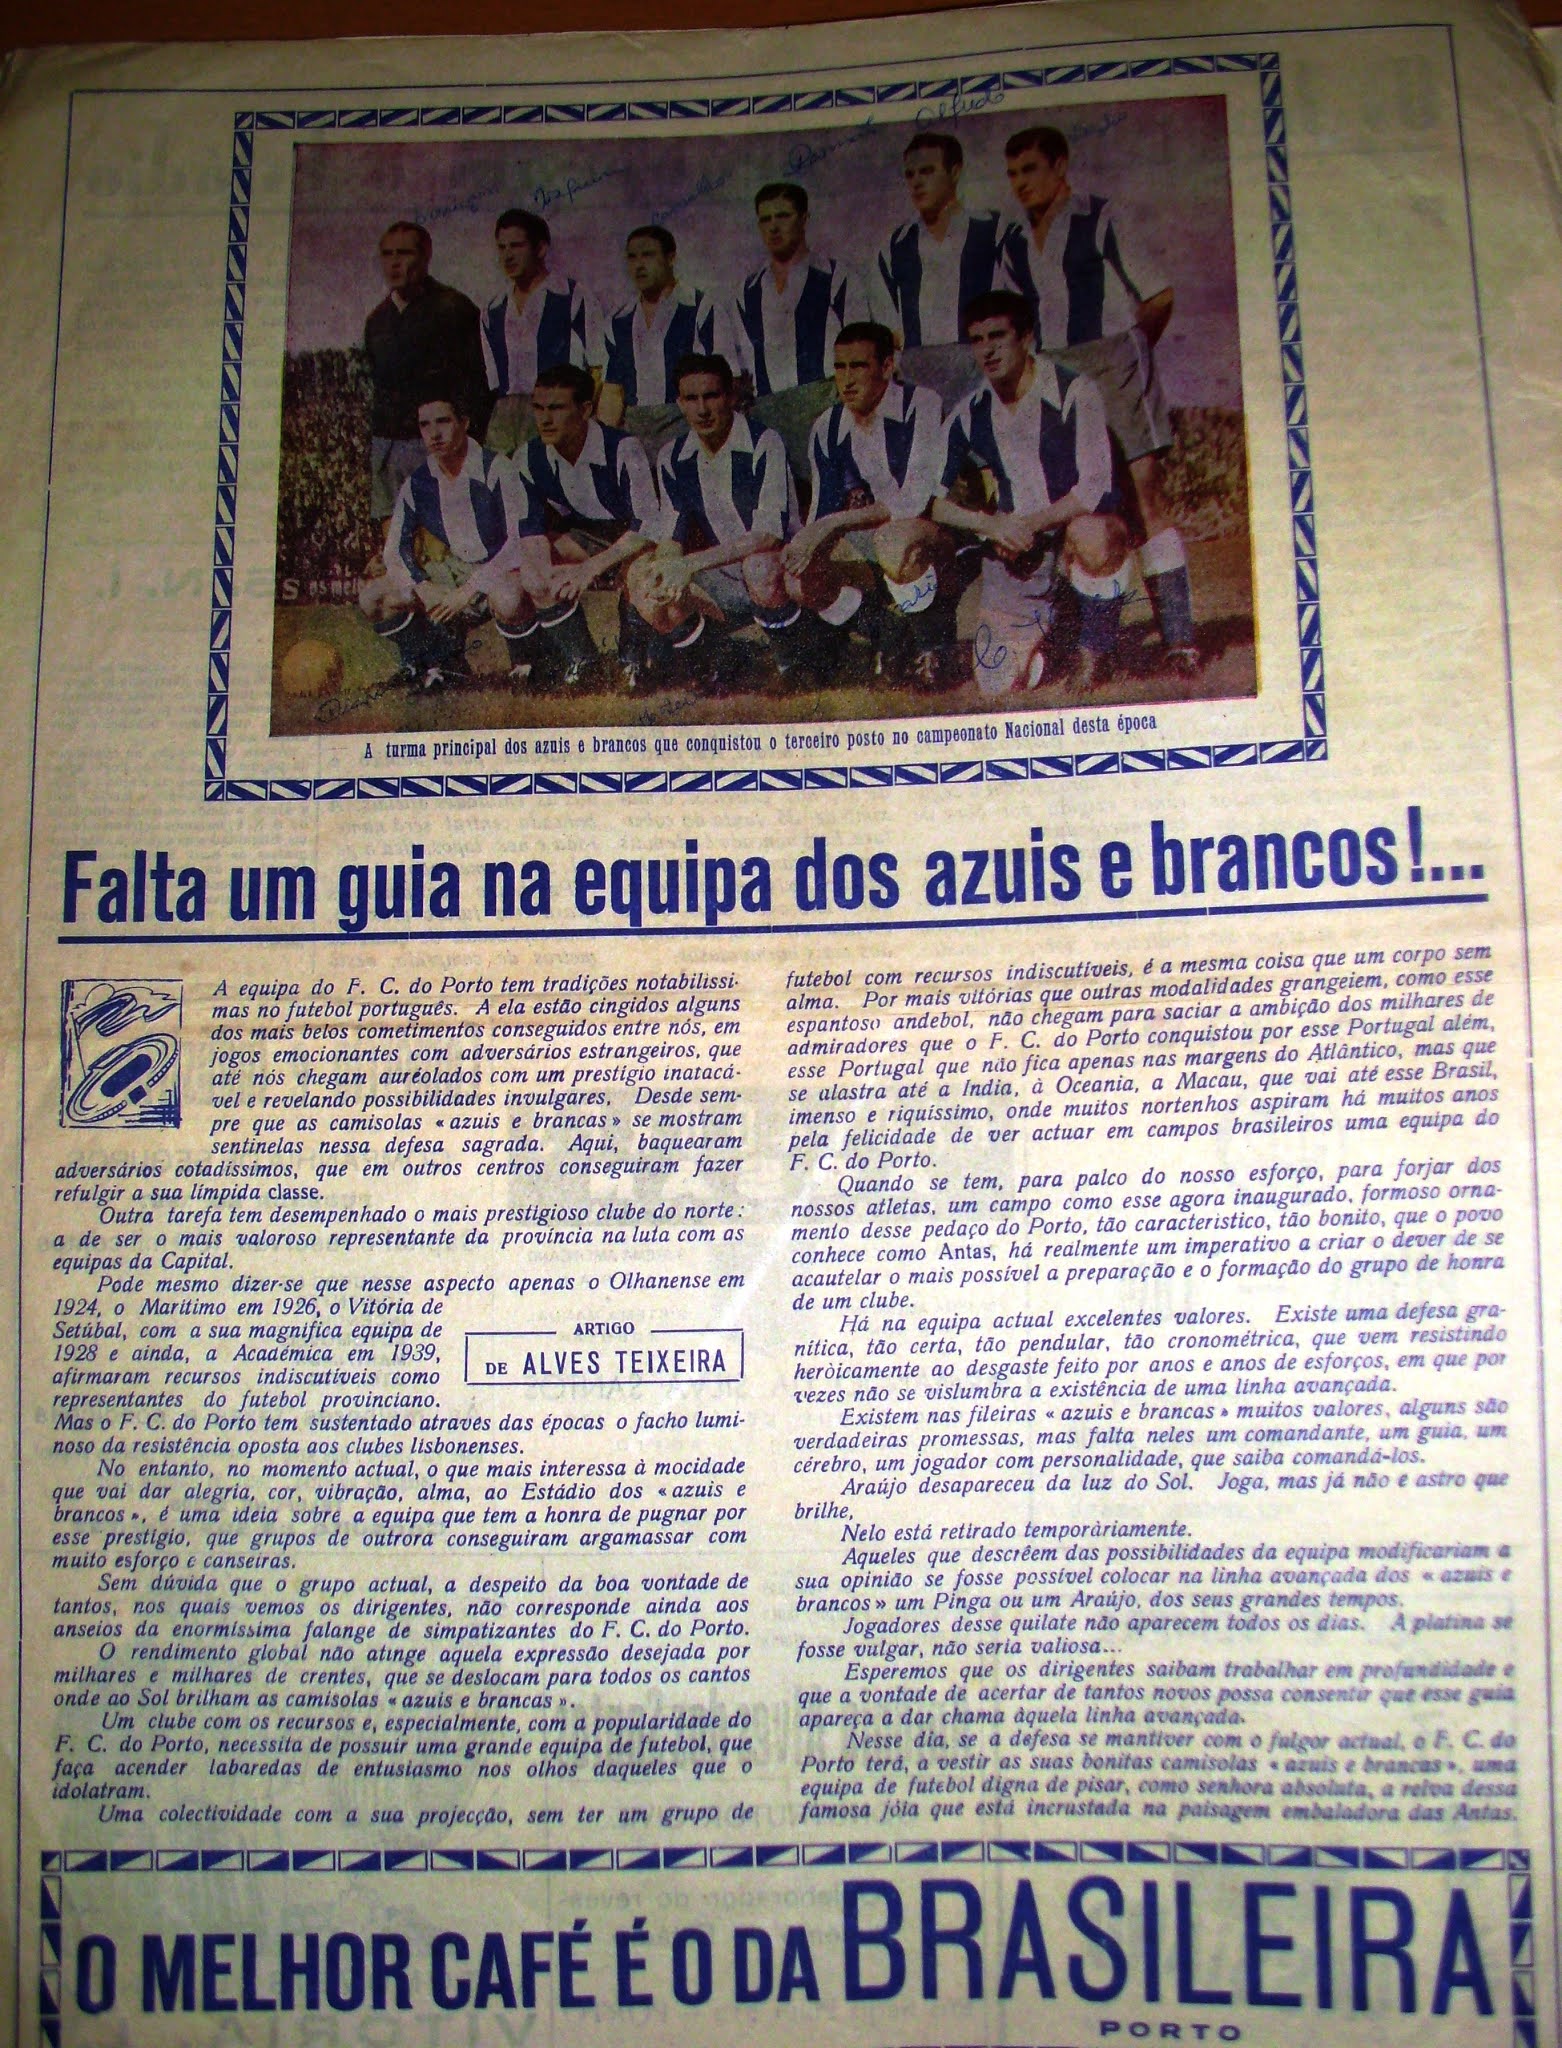 Alfredo
A turma principal dos azuis e brancos que conquistou o terceiro posto no campeonato Nacional desta época
Falta um guia na equipa dos azuis e brancos!...
A equipa do F. C. do Porto tem tradições notabilissi-
mas no futebol português. A ela estão cingidos alguns
dos mais belos cometimentos conseguidos entre nós, em
jogos emocionantes com adversários estrangeiros, que
até nós chegam auréolados com um prestígio inatacá-
vel e revelando possibilidades invulgares, Desde sem-
pre que as camisolas «azuis e brancas» se mostram
sentinelas nessa defesa sagrada. Aqui, baquearam
adversários cotadíssimos, que em outros centros conseguiram fazer
refulgir a sua límpida classe.
Outra tarefa tem desempenhado o mais prestigioso clube do norte:
a de ser o mais valoroso representante da província na luta com as
equipas da Capital.
Pode mesmo dizer-se que nesse aspecto apenas o Olhanense em
1924, o Marítimo em 1926, o Vitória de
Setúbal, com a sua magnifica equipa de
1928 e ainda, a Académica em 1939,
afirmaram recursos indiscutíveis como
representantes do futebol provinciano.
ARTIGO
DE ALVES TEIXEIRA
Mas o F. C. do Porto tem sustentado atraves das épocas o facho lumi-
noso da resistência oposta aos clubes lisbonenses.
No entanto, no momento actual, o que mais interessa à mocidade
que vai dar alegria, cor, vibração, alma, ao Estádio dos «azuis e
brancos», é uma ideia sobre a equipa que tem a honra de pugnar por
esse prestígio, que grupos de outrora conseguiram argamassar com
muito esforço e canseiras.
Sem dúvida que o grupo actual, a despeito da boa vontade de
tantos, nos quais vemos os dirigentes, não corresponde ainda aos
anseios da enormíssima falange de simpatizantes do F. C. do Porto.
O rendimento global não atinge aquela expressão desejada por
milhares e milhares de crentes, que se deslocam para todos os cantos
onde ao Sol brilham as camisolas «azuis e brancas».
Um clube com os recursos e, especialmente, com a popularidade do
F. C. do Porto, necessita de possuir uma grande equipa de futebol, que
faça acender labaredas de entusiasmo nos olhos daqueles que o
idolatram.
Uma colectividade com a sua projecção, sem ter um grupo de
futebol com recursos indiscutíveis, é a mesma coisa que um corpo sem
alma. Por mais vitórias que outras modalidades grangeiem, como esse
espantoso andebol, não chegam para saciar a ambição dos milhares de
admiradores que o F. C. do Porto conquistou por esse Portugal além,
esse Portugal que não fica apenas nas margens do Atlântico, mas que
se alastra até a India, à Oceania, a Macau, que vai até esse Brasil,
imenso e riquíssimo, onde muitos nortenhos aspiram há muitos anos
pela felicidade de ver actuar em campos brasileiros uma equipa do
F. C. do Porto.
Quando se tem, para palco do nosso esforço, para forjar dos
nossos atletas, um campo como esse agora inaugurado, formoso orna-
mento desse pedaço do Porto, tão caracteristico, tão bonito, que o povo
conhece como Antas, há realmente um imperativo a criar o dever de se
acautelar o mais possível a preparação e o formação do grupo de honra
de um clube.
Há na equipa actual excelentes valores. Existe uma defesa gra-
nítica, tão certa, tão pendular, tão cronométrica, que vem resistindo
heròicamente ao desgaste feito por anos e anos de esforços, em que por
vezes não se vislumbra a existência de uma linha avançada.
Existem nas fileiras «azuis e brancas» muitos valores, alguns são
verdadeiras promessas, mas falta neles um comandante, um guia, um
cérebro, um jogador com personalidade, que saiba comandá-los.
Araújo desapareceu da luz do Sol. Joga, mas já não é astro que
brilhe,
Nelo está retirado temporàriamente.
Aqueles que descrêem das possibilidades da equipa modificariam a
sua opinião se fosse possível colocar na linha avançada dos «azuis e
brancos» um Pinga ou um Araújo, dos seus grandes tempos.
Jogadores desse quilate não aparecem todos os dias. A platina se
fosse vulgar, não seria valiosa...
Esperemos que os dirigentes saibam trabalhar em profundidade e
que a vontade de acertar de tantos novos possa consentir que esse guia
apareça a dar chama àquela linha avançada.
Nesse dia, se a defesa se mantiver com o fulgor actual, o F. C. do
Porto terá, a vestir as suas bonitas camisolas «azuis e brancas», uma
equipa de futebol digna de pisar, como senhora absoluta, a relva dessa
famosa jóia que está incrustada na paisagem embaladora das Antas.
O MELHOR CAFÉ É O DA BRASILEIRA
PORTO